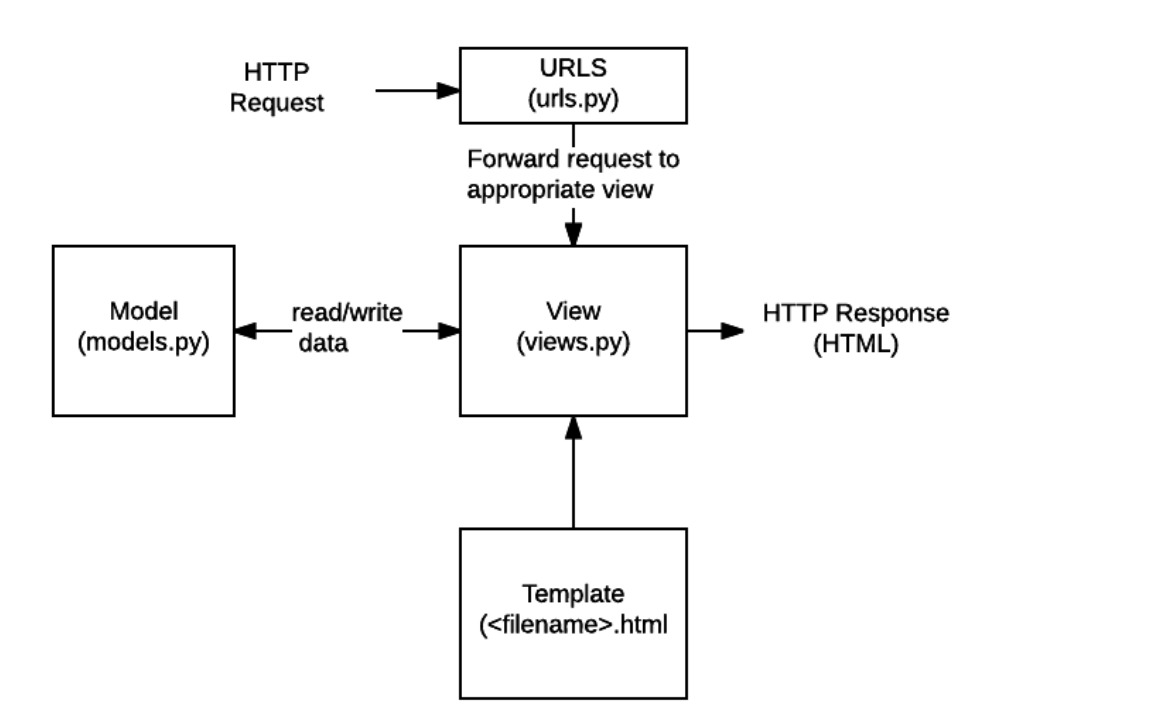 HTTP
Request
URLS
(urls.py)
Forward request to
appropriate view
Model
(models.py)
read/write
data
View
(views.py)
HTTP Response
(HTML)
Template
(<filename>.html